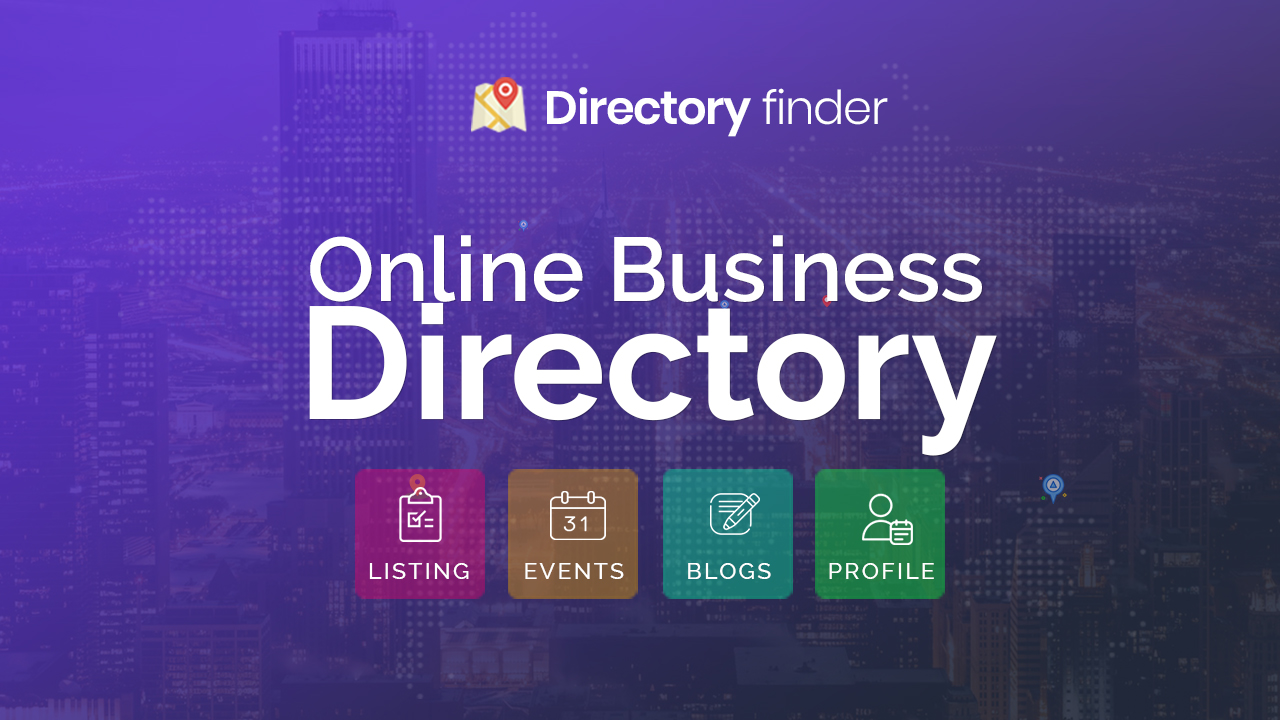 Directory finder
Online Business
Directory
31
LISTING
EVENTS
BLOGS
PROFILE